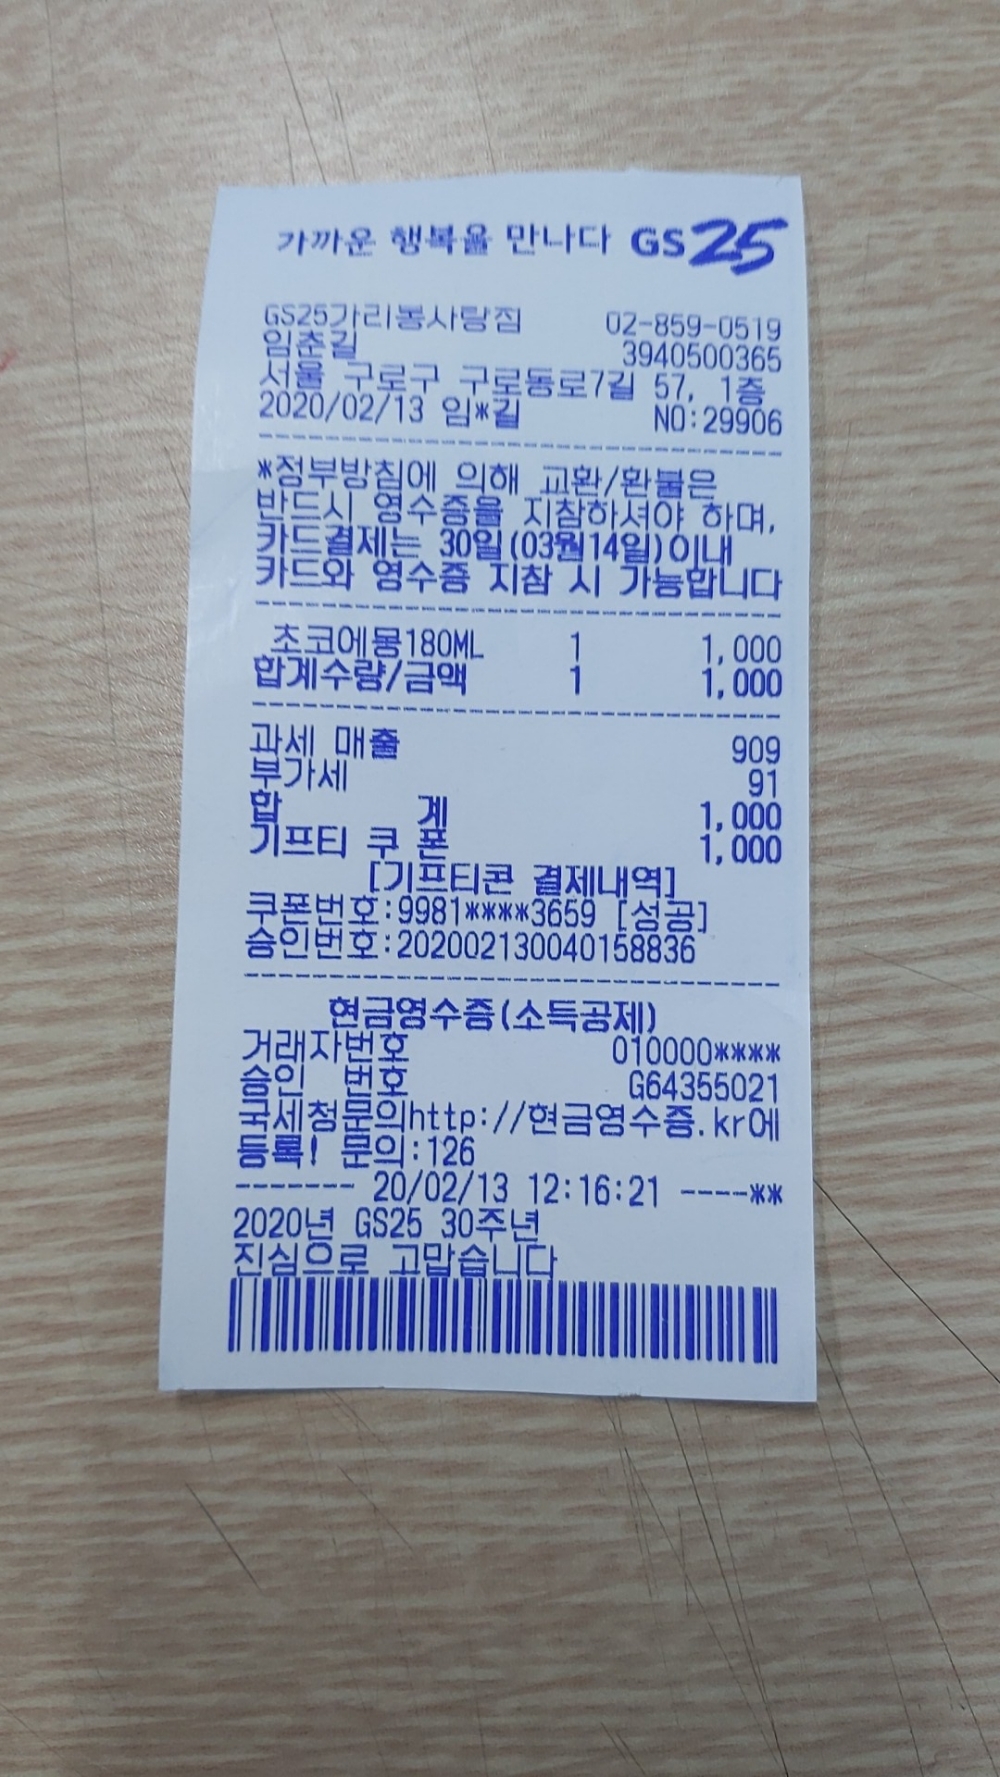 가까운 행복을 만나다 GS25
GS25가리봉사랑점 02-859-0519
임춘길 3940500365
서울 구로구 구로동로7길 57, 1층
2020/02/13 임*길 NO:29906
*정부방침에 의해 교환/환불은
반드시 영수증을 지참하셔야 하며,
카드결제는 30일(03월14일)이내
카드와 영수증 지참 시 가능합니다
초코에몽180ML 1 1,000
합계수량/금액 1 1,000
과세 매출 909
부가세 91
합 계 1,000
기프티 쿠 폰 1,000
[기프티콘 결제내역]
쿠폰번호:9981****3659 [성공]
승인번호:202002130040158836
현금영수증(소득공제)
거래자번호 010000****
승인 번호 G64355021
국세청문의http://현금영수증.kr에
등록! 문의:126
------- 20/02/13 12:16:21 ----**
2020년 GS25 30주년
진심으로 고맙습니다